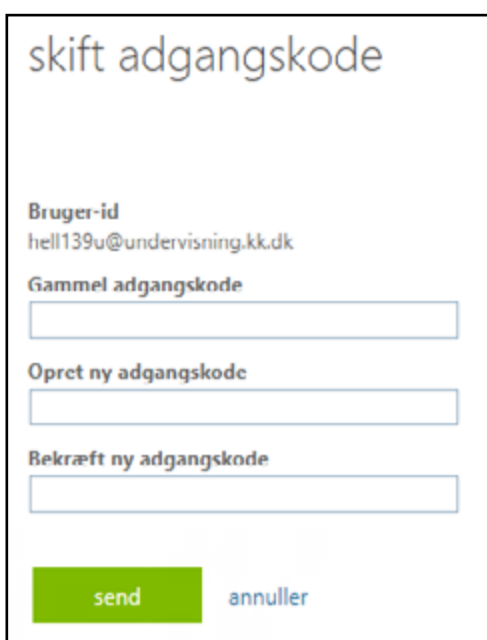 skift adgangskode
Bruger-id
hell139u@undervisning.kk.dk
Gammel adgangskode
Opret ny adgangskode
Bekræft ny adgangskode
send annuller